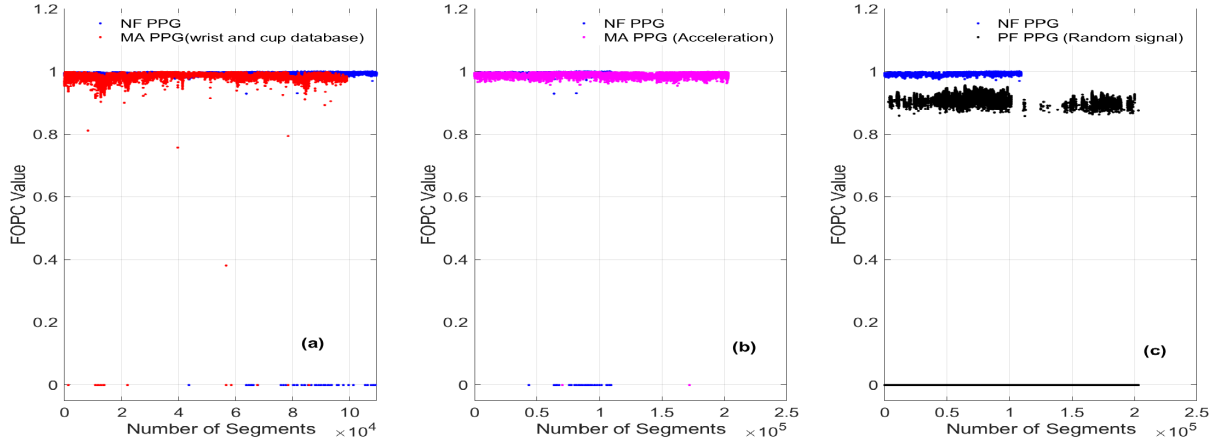 1.2
1
0.8
0.6
0.4
0.2
0
FOPC Value
NF PPG
MA PPG(wrist and cup database)
(a)
0
2
4
6
8
10
Number of Segments
× 10^4
1.2
1
0.8
0.6
0.4
0.2
0
FOPC Value
NF PPG
MA PPG (Acceleration)
(b)
0
0.5
1
1.5
2
2.5
Number of Segments
× 10^5
1.2
1
0.8
0.6
0.4
0.2
0
FOPC Value
NF PPG
PF PPG (Random signal)
(c)
0
0.5
1
1.5
2
2.5
Number of Segments
× 10^5